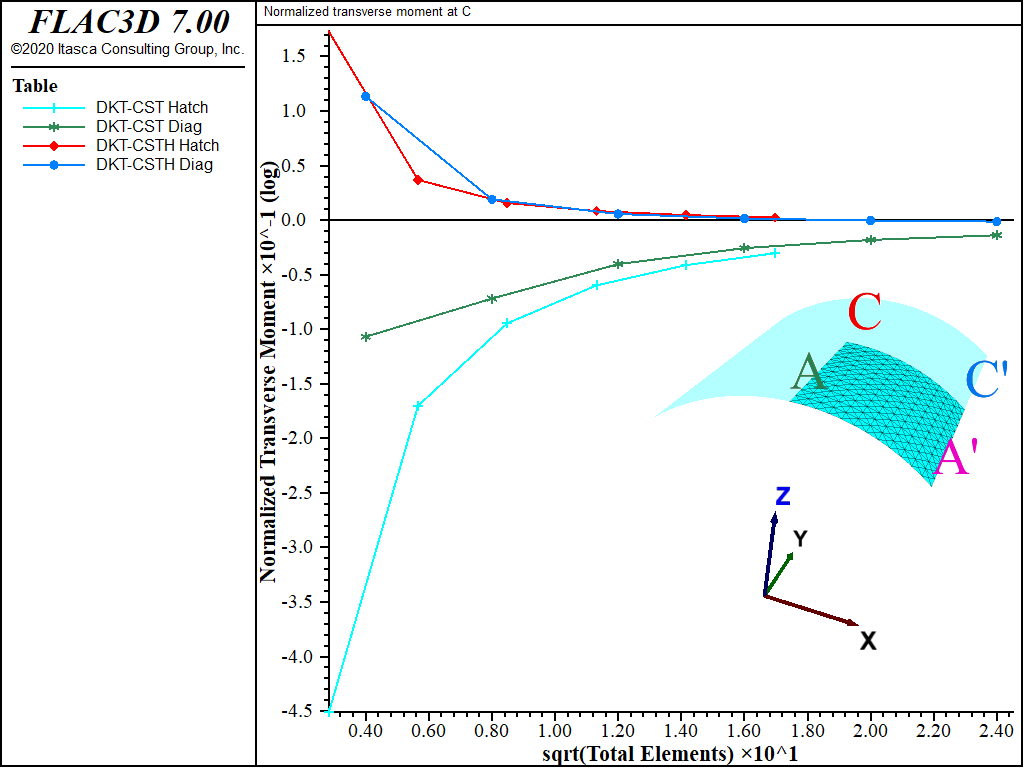 FLAC3D 7.00
©2020 Itasca Consulting Group, Inc.
Table
DKT-CST Hatch
DKT-CST Diag
DKT-CSTH Hatch
DKT-CSTH Diag
Normalized transverse moment at C
Normalized Transverse Moment ×10^-1 (log)
1.5
1.0
0.5
0.0
-0.5
-1.0
-1.5
-2.0
-2.5
-3.0
-3.5
-4.0
-4.5
C
A
C'
A'
Z
Y
X
0.40 0.60 0.80 1.00 1.20 1.40 1.60 1.80 2.00 2.20 2.40
sqrt(Total Elements) ×10^1